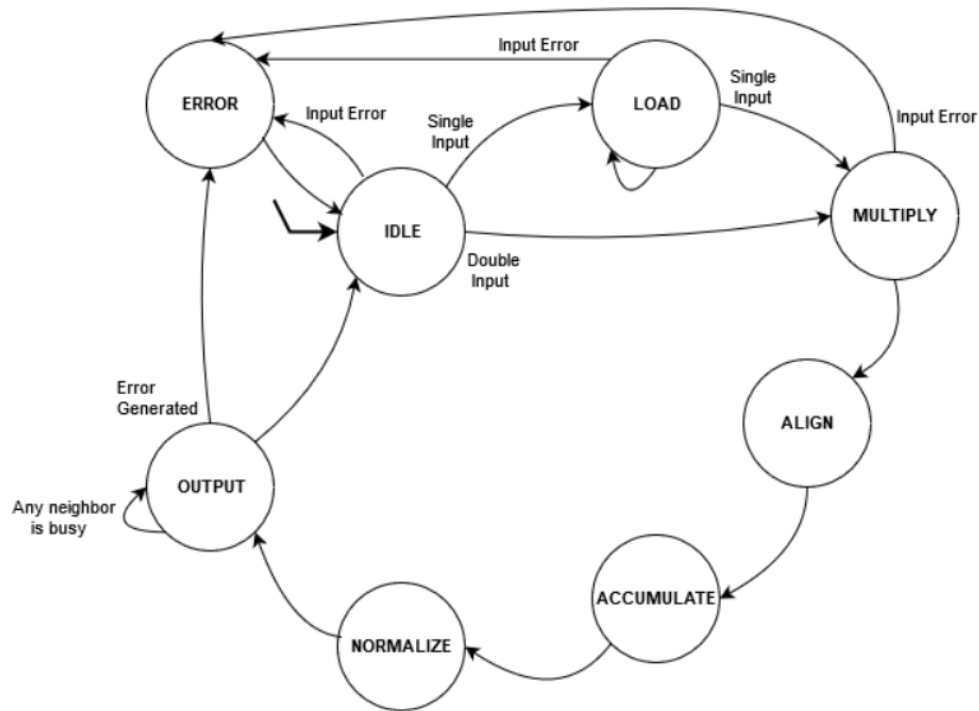 Input Error
ERROR
LOAD
Single
Input
Input Error
Single
Input
Input Error
IDLE
MULTIPLY
Double
Input
Error
Generated
ALIGN
OUTPUT
Any neighbor
is busy
ACCUMULATE
NORMALIZE